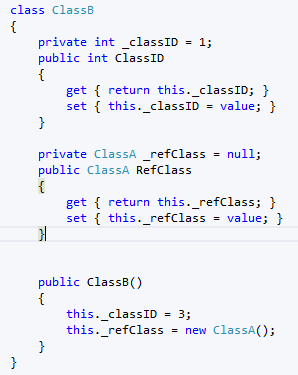 class ClassB
{
    private int _classID = 1;
    public int ClassID
    {
        get { return this._classID; }
        set { this._classID = value; }
    }

    private ClassA _refClass = null;
    public ClassA RefClass
    {
        get { return this._refClass; }
        set { this._refClass = value; }
    }


    public ClassB()
    {
        this._classID = 3;
        this._refClass = new ClassA();
    }
}